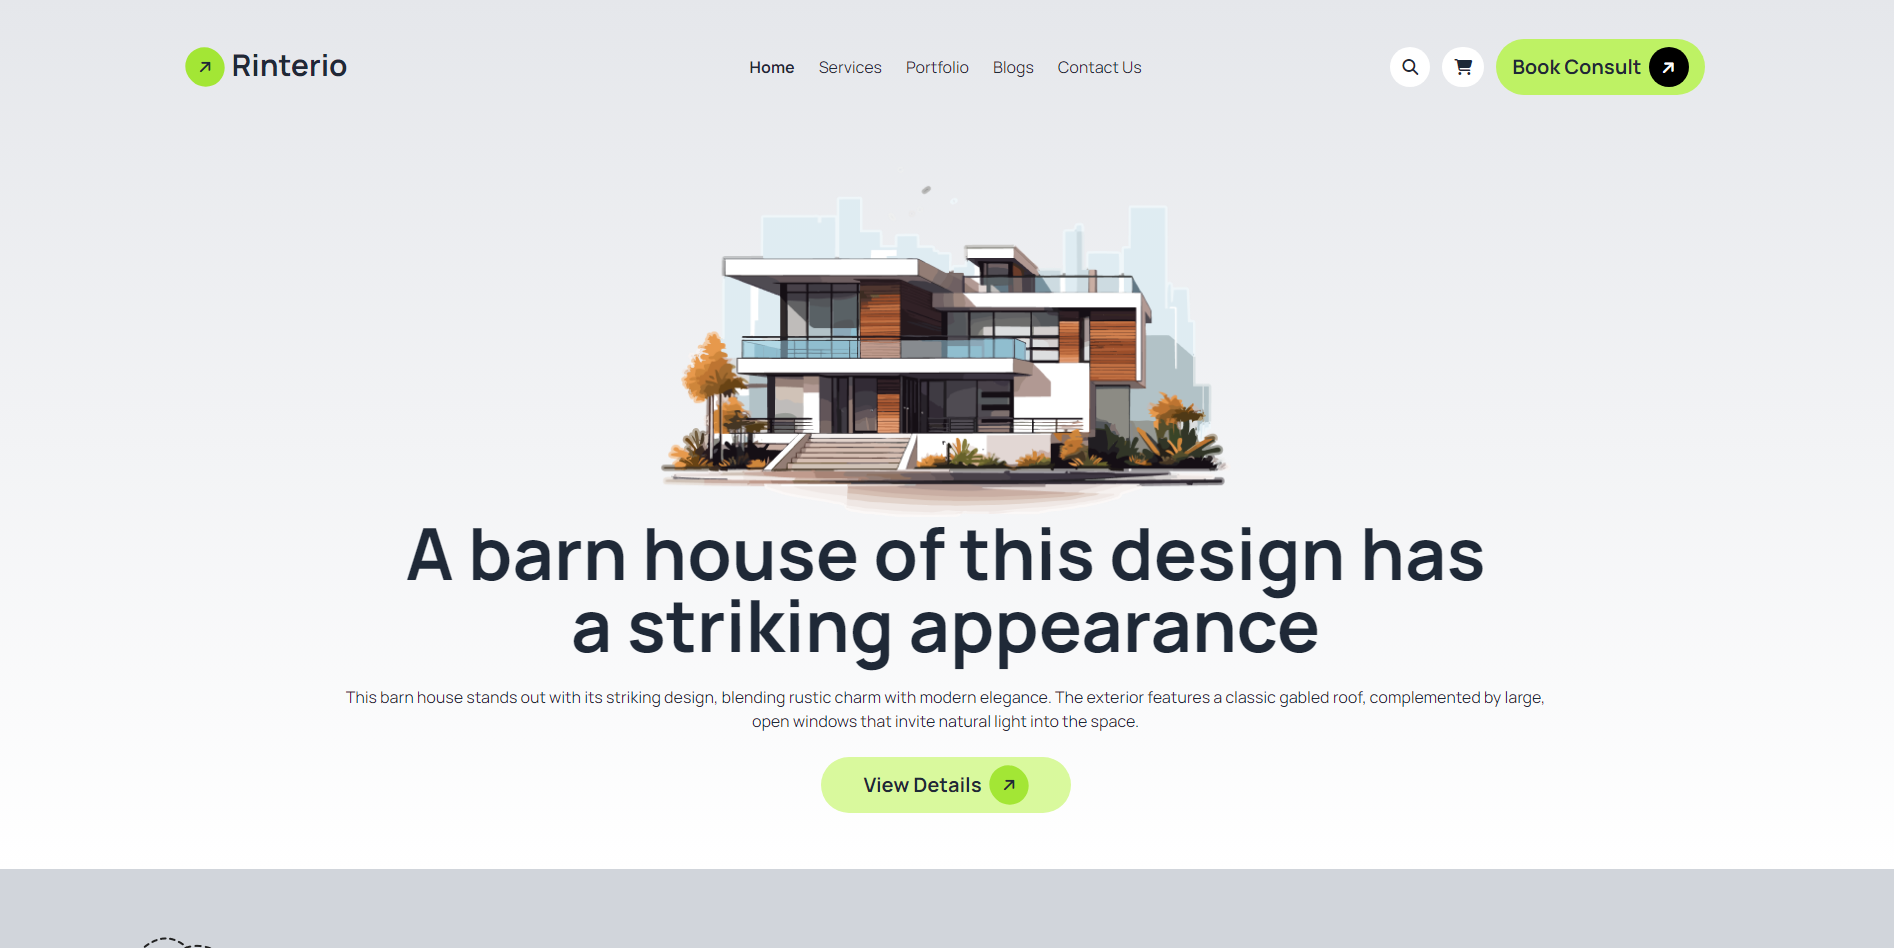 Rinterio
Home Services Portfolio Blogs Contact Us
Book Consult
A barn house of this design has
a striking appearance
This barn house stands out with its striking design, blending rustic charm with modern elegance. The exterior features a classic gabled roof, complemented by large,
open windows that invite natural light into the space.
View Details